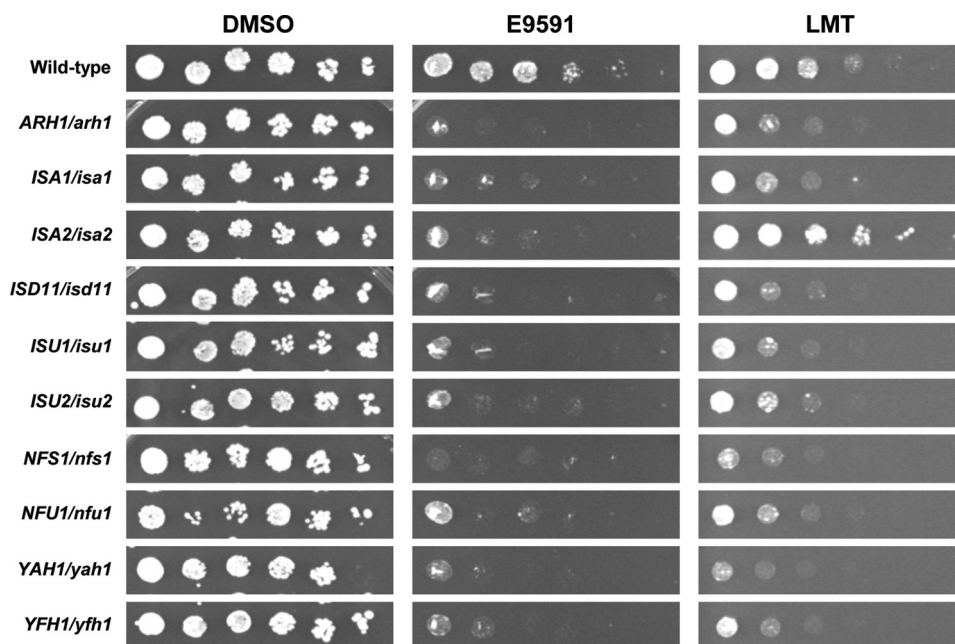 DMSO E9591 LMT
Wild-type
ARH1/arh1
ISA1/isa1
ISA2/isa2
ISD11/isd11
ISU1/isu1
ISU2/isu2
NFS1/nfs1
NFU1/nfu1
YAH1/yah1
YFH1/yfh1